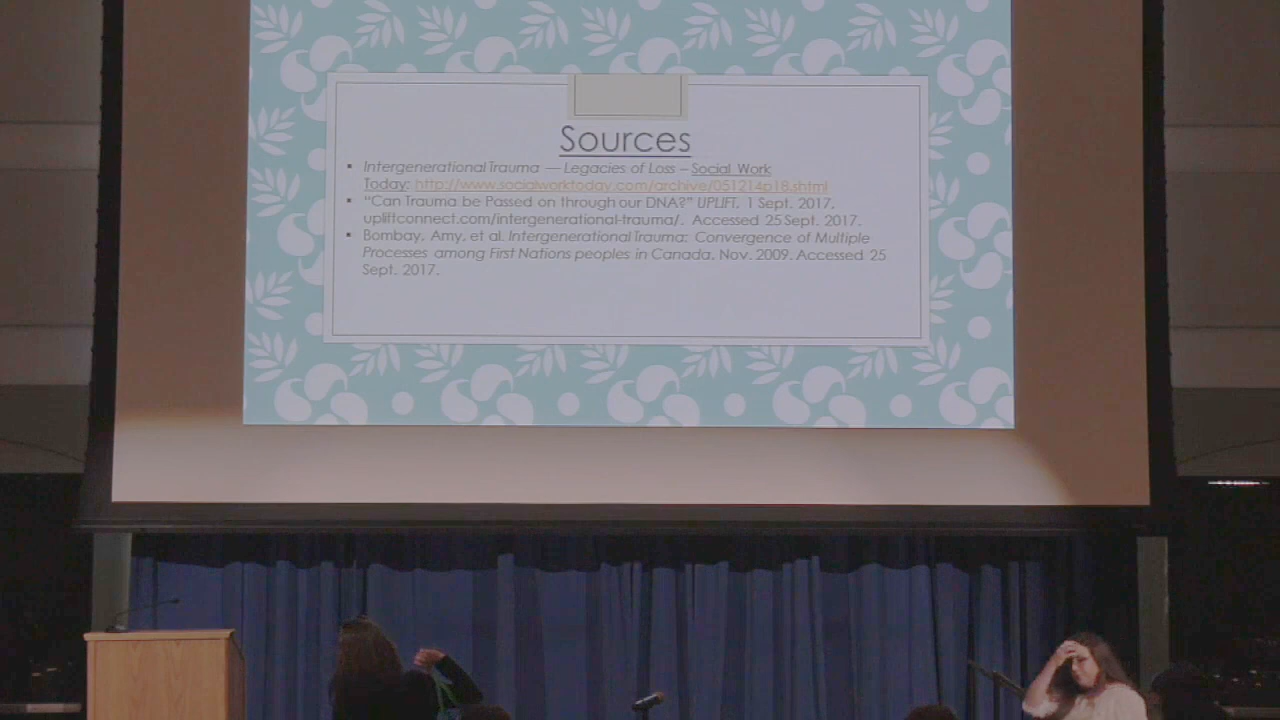 Sources
▪ Intergenerational Trauma — Legacies of Loss – Social Work
Today: http://www.socialworktoday.com/archive/051214p18.shtml
▪ "Can Trauma be Passed on through our DNA?" UPLIFT, 1 Sept. 2017.
upliftconnect.com/intergenerational-trauma/. Accessed 25 Sept. 2017.
▪ Bombay, Amy, et al. Intergenerational Trauma: Convergence of Multiple
Processes among First Nations peoples in Canada. Nov. 2009. Accessed 25
Sept. 2017.